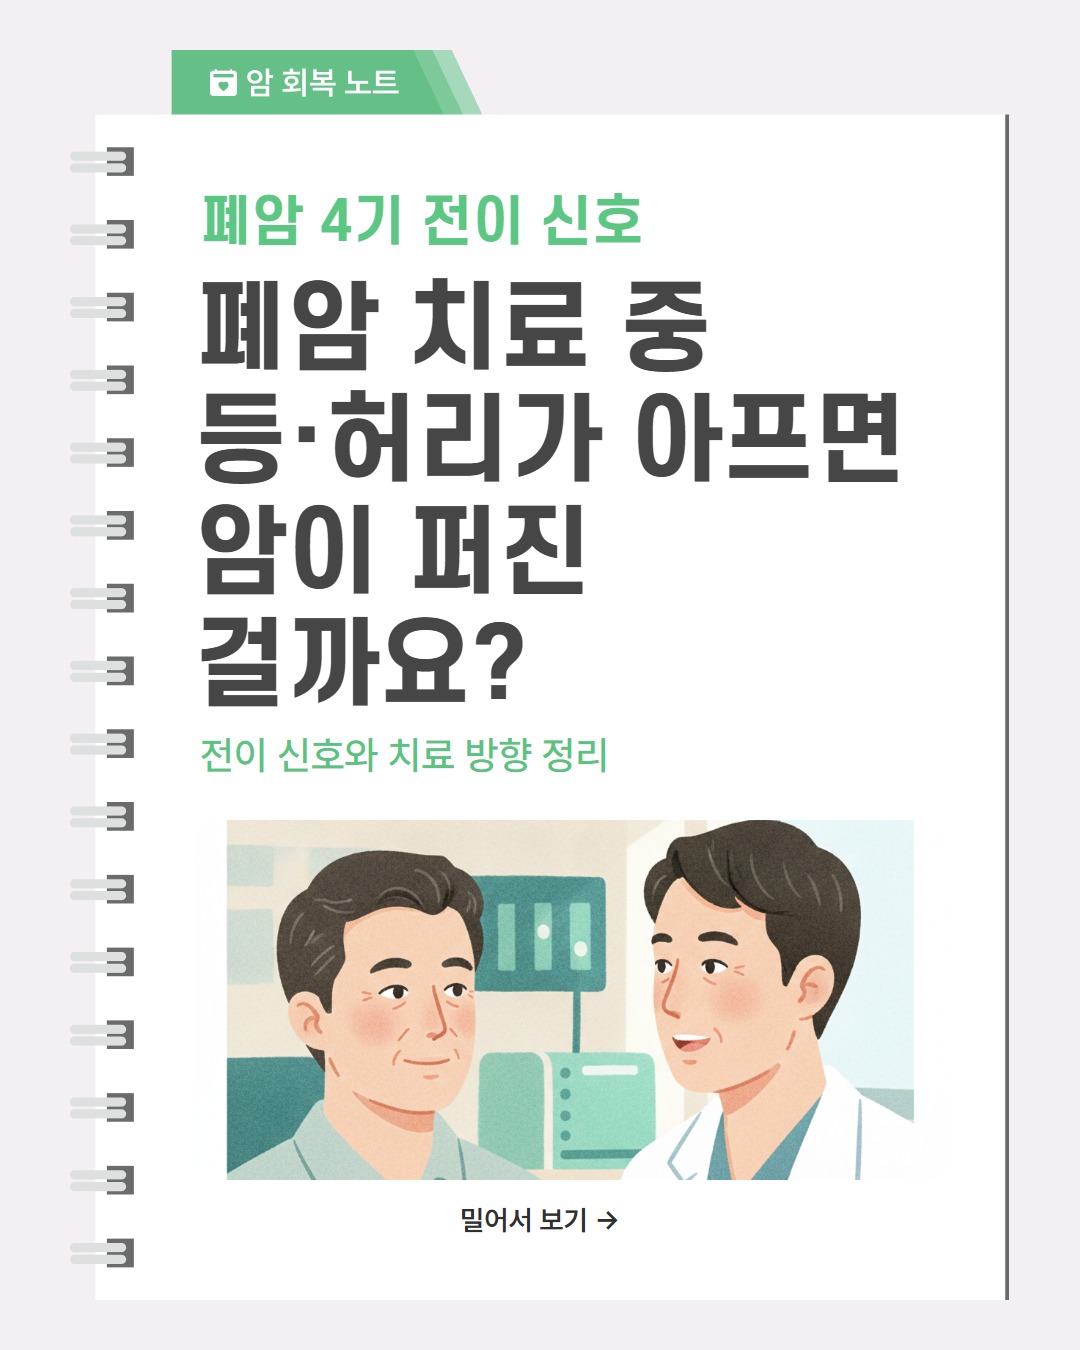 암 회복 노트
폐암 4기 전이 신호
폐암 치료 중
등·허리가 아프면
암이 퍼진
걸까요?
전이 신호와 치료 방향 정리
밀어서 보기 →